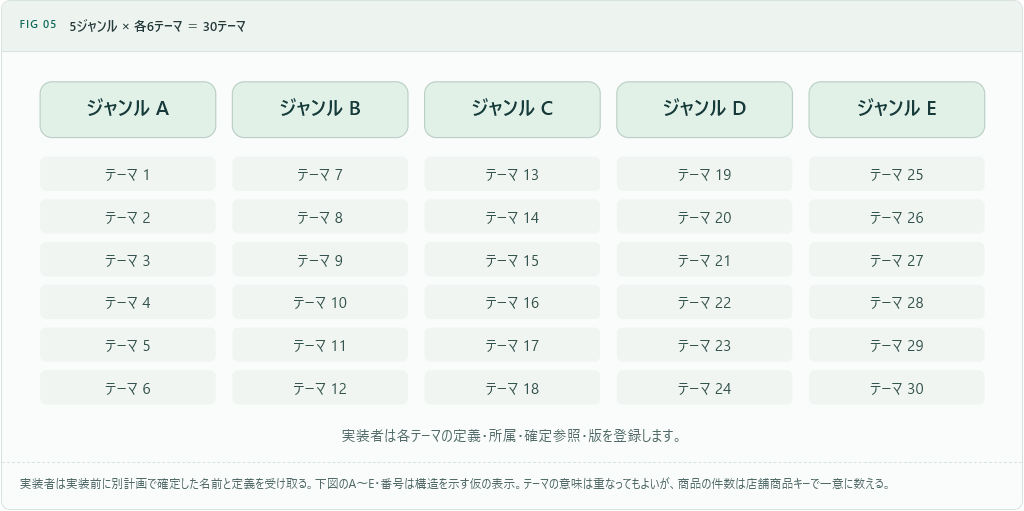 FIG 05 5ジャンル × 各6テーマ ＝ 30テーマ
ジャンル A ジャンル B ジャンル C ジャンル D ジャンル E
テーマ 1 テーマ 7 テーマ 13 テーマ 19 テーマ 25
テーマ 2 テーマ 8 テーマ 14 テーマ 20 テーマ 26
テーマ 3 テーマ 9 テーマ 15 テーマ 21 テーマ 27
テーマ 4 テーマ 10 テーマ 16 テーマ 22 テーマ 28
テーマ 5 テーマ 11 テーマ 17 テーマ 23 テーマ 29
テーマ 6 テーマ 12 テーマ 18 テーマ 24 テーマ 30
実装者は各テーマの定義・所属・確定参照・版を登録します。
実装者は実装前に別計画で確定した名前と定義を受け取る。下図のA〜E・番号は構造を示す仮の表示。テーマの意味は重なってもよいが、商品の件数は店舗商品キーで一意に数える。